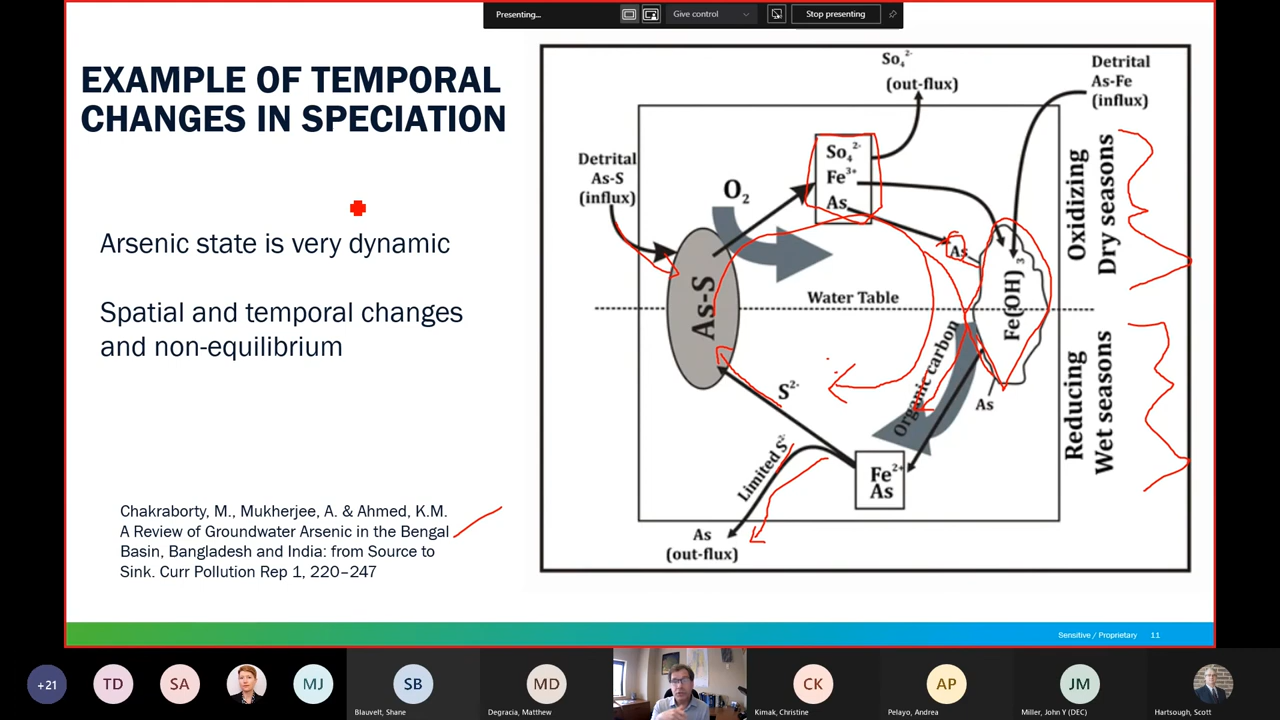 Presenting...
Give control
Stop presenting
EXAMPLE OF TEMPORAL
CHANGES IN SPECIATION
Arsenic state is very dynamic
Spatial and temporal changes
and non-equilibrium
Chakraborty, M., Mukherjee, A. & Ahmed, K.M.
A Review of Groundwater Arsenic in the Bengal
Basin, Bangladesh and India: from Source to
Sink. Curr Pollution Rep 1, 220–247
So₄²⁻
(out-flux)
Detrital
As-Fe
(influx)
Detrital
As-S
(influx)
O₂
So₄²⁻
Fe³⁺
As
As
As-S
Water Table
Fe(OH)₃
Oxidizing
Dry seasons
Organic carbon
S²⁻
As
Reducing
Wet seasons
Limited S²⁻
Fe²⁺
As
As
(out-flux)
Sensitive / Proprietary 11
+21
TD
SA
MJ
SB
Blauvelt, Shane
MD
Degracia, Matthew
CK
Kimak, Christine
AP
Pelayo, Andrea
JM
Miller, John Y (DEC)
Hartsough, Scott